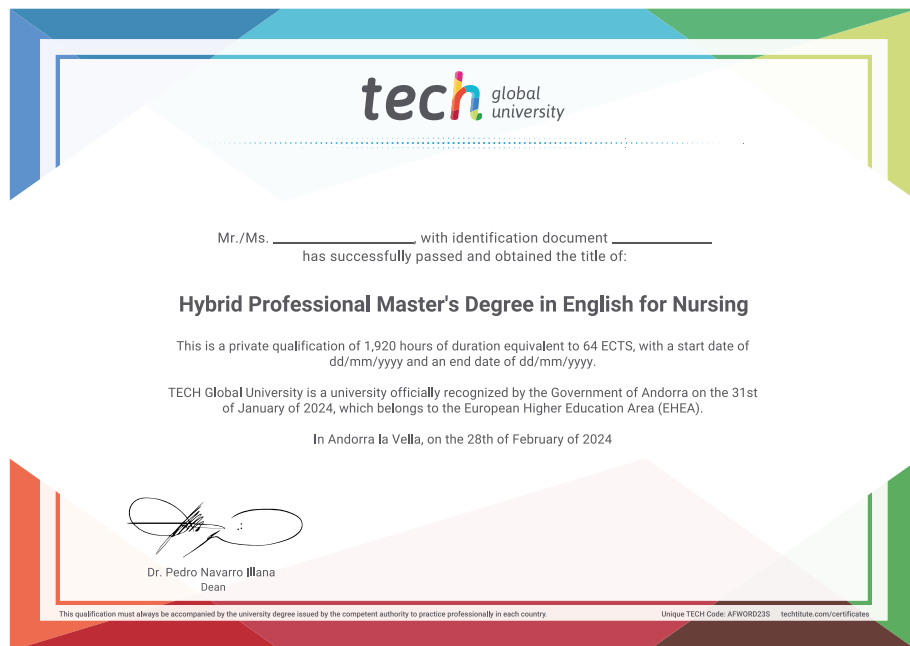 tech global university
Mr./Ms. ______________, with identification document __________
has successfully passed and obtained the title of:
Hybrid Professional Master's Degree in English for Nursing
This is a private qualification of 1,920 hours of duration equivalent to 64 ECTS, with a start date of
dd/mm/yyyy and an end date of dd/mm/yyyy.
TECH Global University is a university officially recognized by the Government of Andorra on the 31st
of January of 2024, which belongs to the European Higher Education Area (EHEA).
In Andorra la Vella, on the 28th of February of 2024
Dr. Pedro Navarro Illana
Dean
This qualification must always be accompanied by the university degree issued by the competent authority to practice professionally in each country. Unique TECH Code: AFWORD23S techtitute.com/certificates